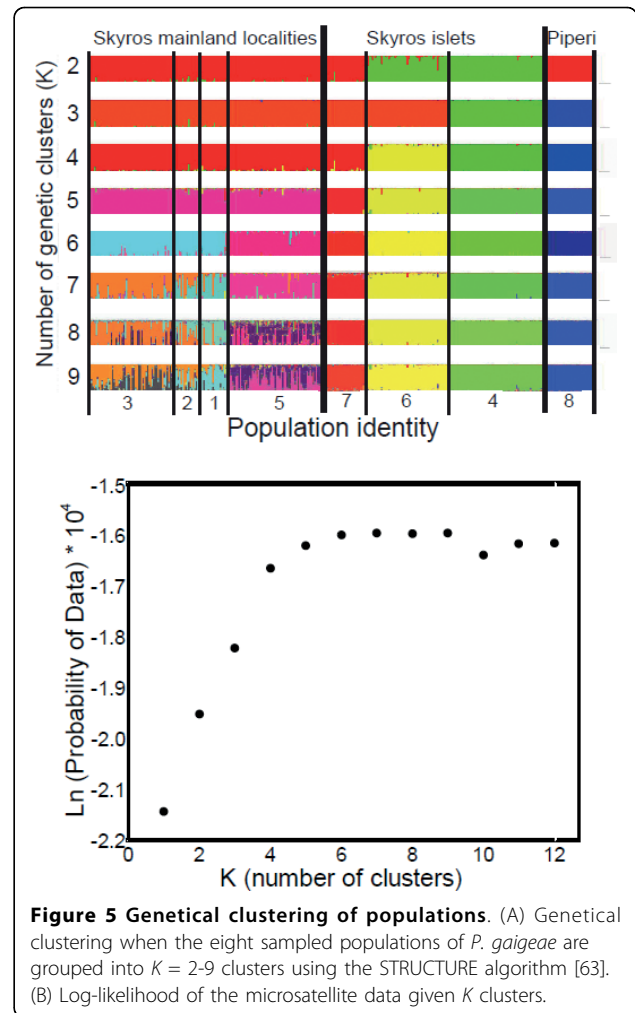 Skyros mainland localities Skyros islets Piperi
Number of genetic clusters (K)
2
3
4
5
6
7
8
9
3 2 1 5 7 6 4 8
Population identity
Ln (Probability of Data) * 10⁴
-1.5
-1.6
-1.7
-1.8
-1.9
-2.0
-2.1
-2.2
0 2 4 6 8 10 12
K (number of clusters)
Figure 5 Genetical clustering of populations. (A) Genetical
clustering when the eight sampled populations of P. gaigeae are
grouped into K = 2-9 clusters using the STRUCTURE algorithm [63].
(B) Log-likelihood of the microsatellite data given K clusters.